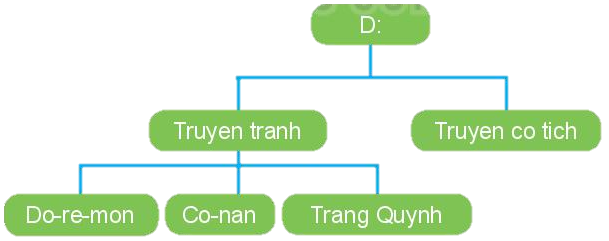 D:
Truyen tranh
Truyen co tich
Do-re-mon
Co-nan
Trang Quynh